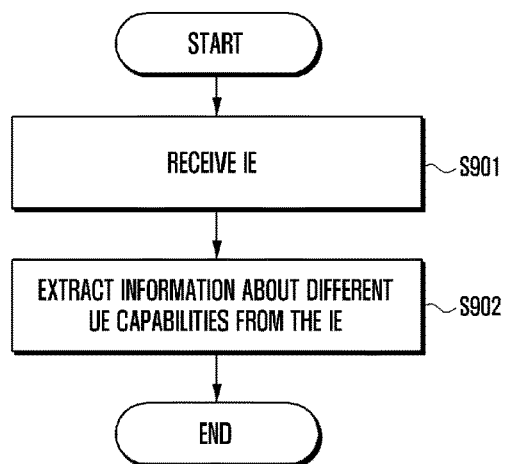 START
RECEIVE IE
S901
EXTRACT INFORMATION ABOUT DIFFERENT
UE CAPABILITIES FROM THE IE
S902
END